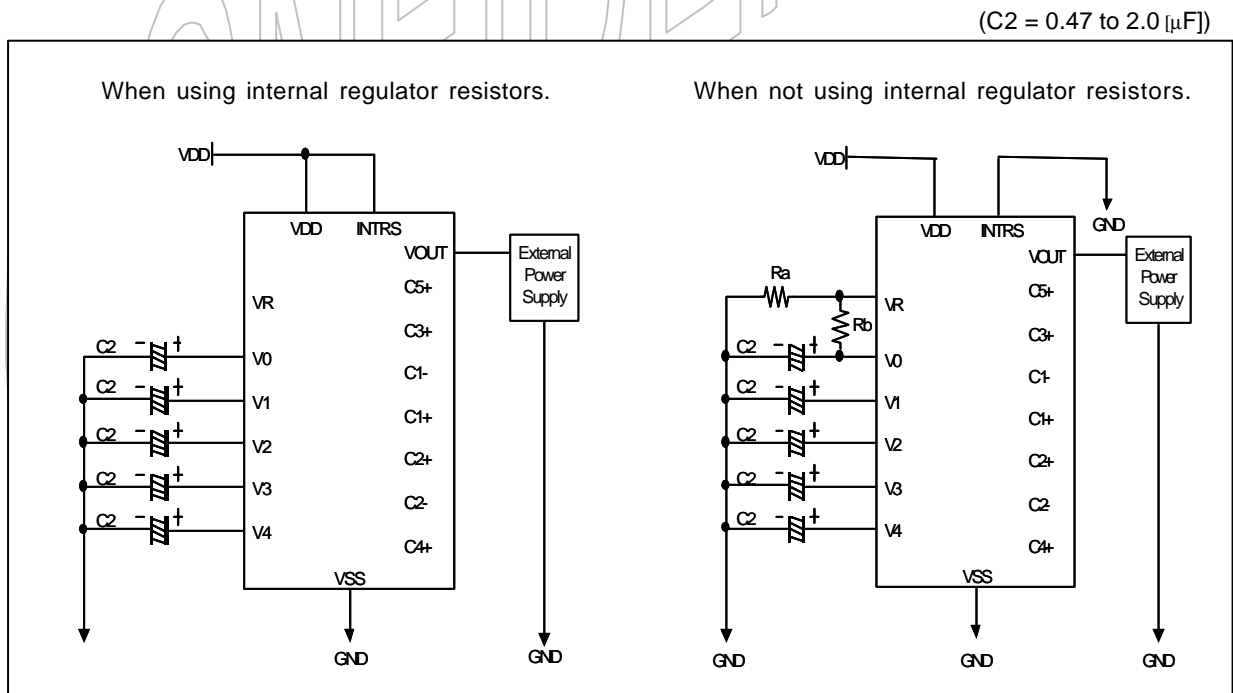 (C2 = 0.47 to 2.0 [μF])
When using internal regulator resistors.
VDD
VDD INTRS
VOUT
External
Power
Supply
C5+
VR
C3+
C2 - + V0
C1-
C2 - + V1
C1+
C2 - + V2
C2+
C2 - + V3
C2-
C2 - + V4
C4+
VSS
GND
GND
When not using internal regulator resistors.
VDD
GND
VDD INTRS
VOUT
External
Power
Supply
Ra
C5+
VR
Rb
C3+
C2 - + V0
C1-
C2 - + V1
C1+
C2 - + V2
C2+
C2 - + V3
C2-
C2 - + V4
C4+
VSS
GND
GND
GND